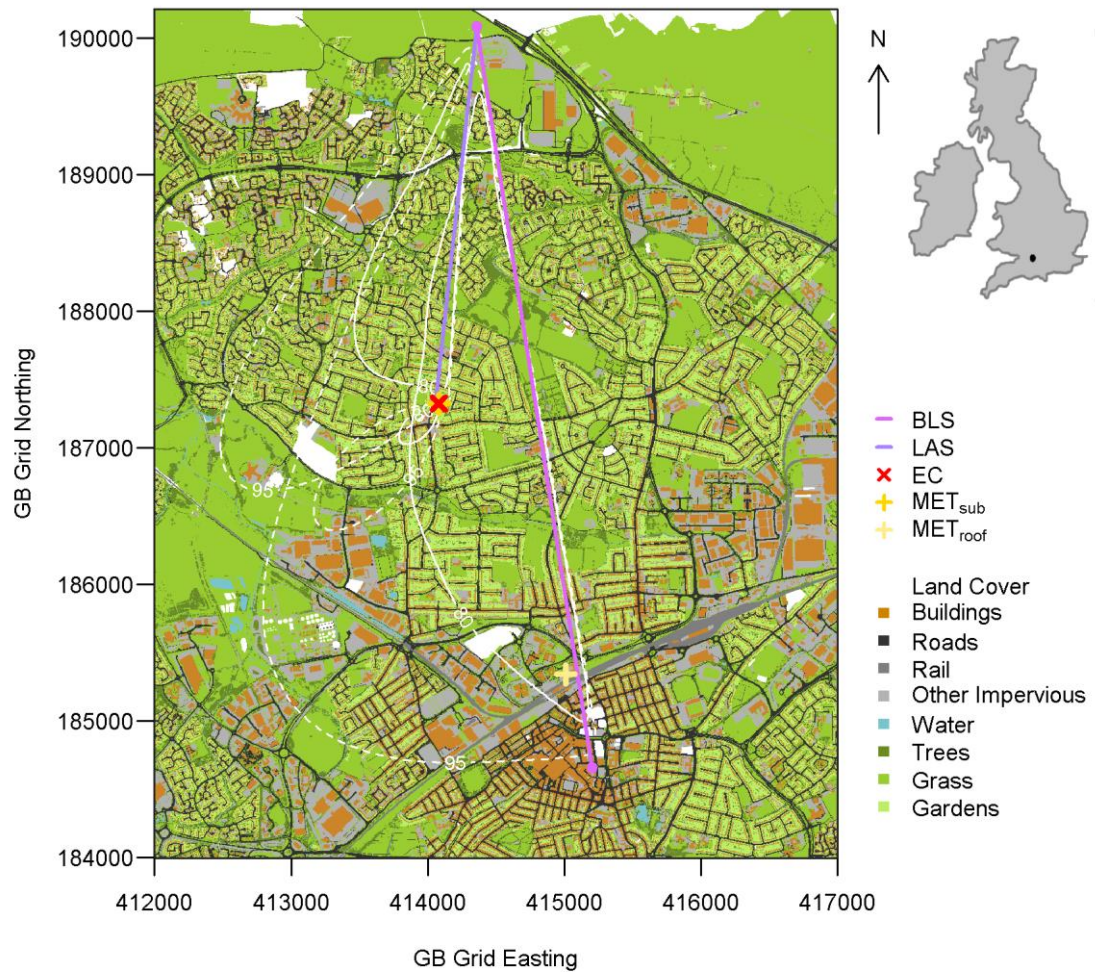 190000
189000
188000
187000
186000
185000
184000
GB Grid Northing
412000
413000
414000
415000
416000
417000
GB Grid Easting
80
95
80
95
N
BLS
LAS
EC
METsub
METroof
Land Cover
Buildings
Roads
Rail
Other Impervious
Water
Trees
Grass
Gardens